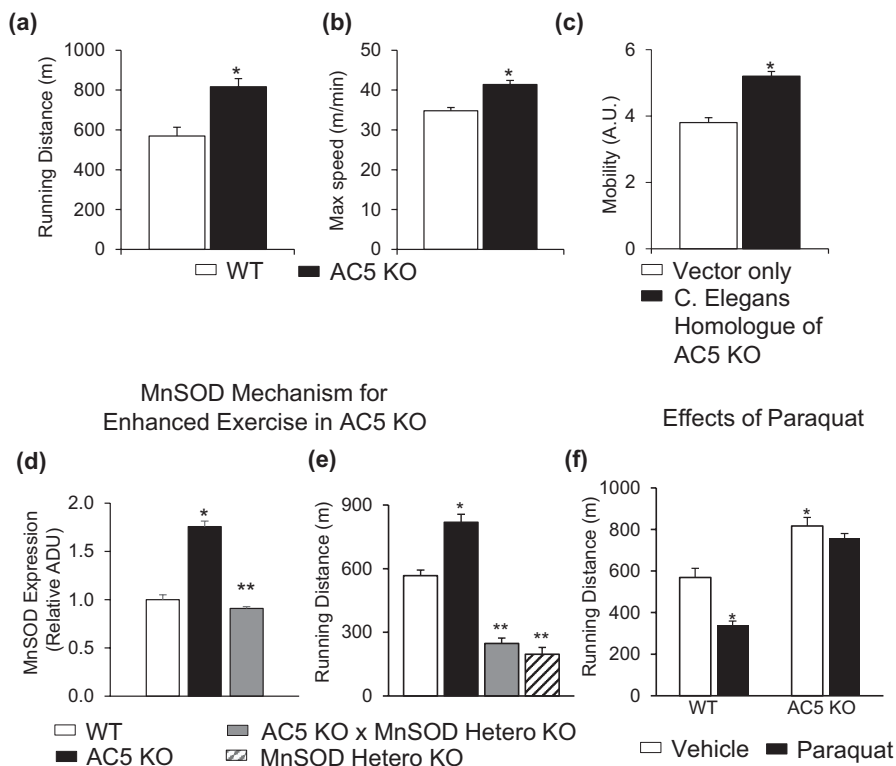 (a)
Running Distance (m)
1000
800
600
400
200
0
*
(b)
Max speed (m/min)
50
40
30
20
10
0
*
WT
AC5 KO
(c)
Mobility (A.U.)
6
4
2
0
*
Vector only
C. Elegans
Homologue of
AC5 KO
MnSOD Mechanism for
Enhanced Exercise in AC5 KO
(d)
MnSOD Expression
(Relative ADU)
2.0
1.5
1.0
0.5
0.0
*
**
(e)
Running Distance (m)
900
600
300
0
*
**
**
WT
AC5 KO
AC5 KO x MnSOD Hetero KO
MnSOD Hetero KO
Effects of Paraquat
(f)
Running Distance (m)
1000
800
600
400
200
0
*
*
WT
AC5 KO
Vehicle
Paraquat